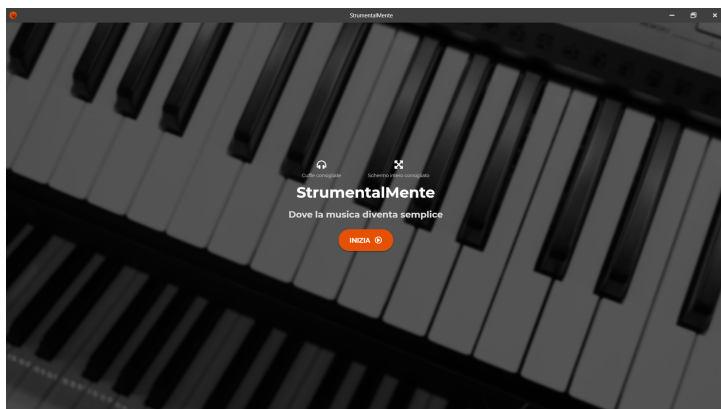 StrumentalMente
Cuffie consigliate
Schermo intero consigliato
StrumentalMente
Dove la musica diventa semplice
INIZIA